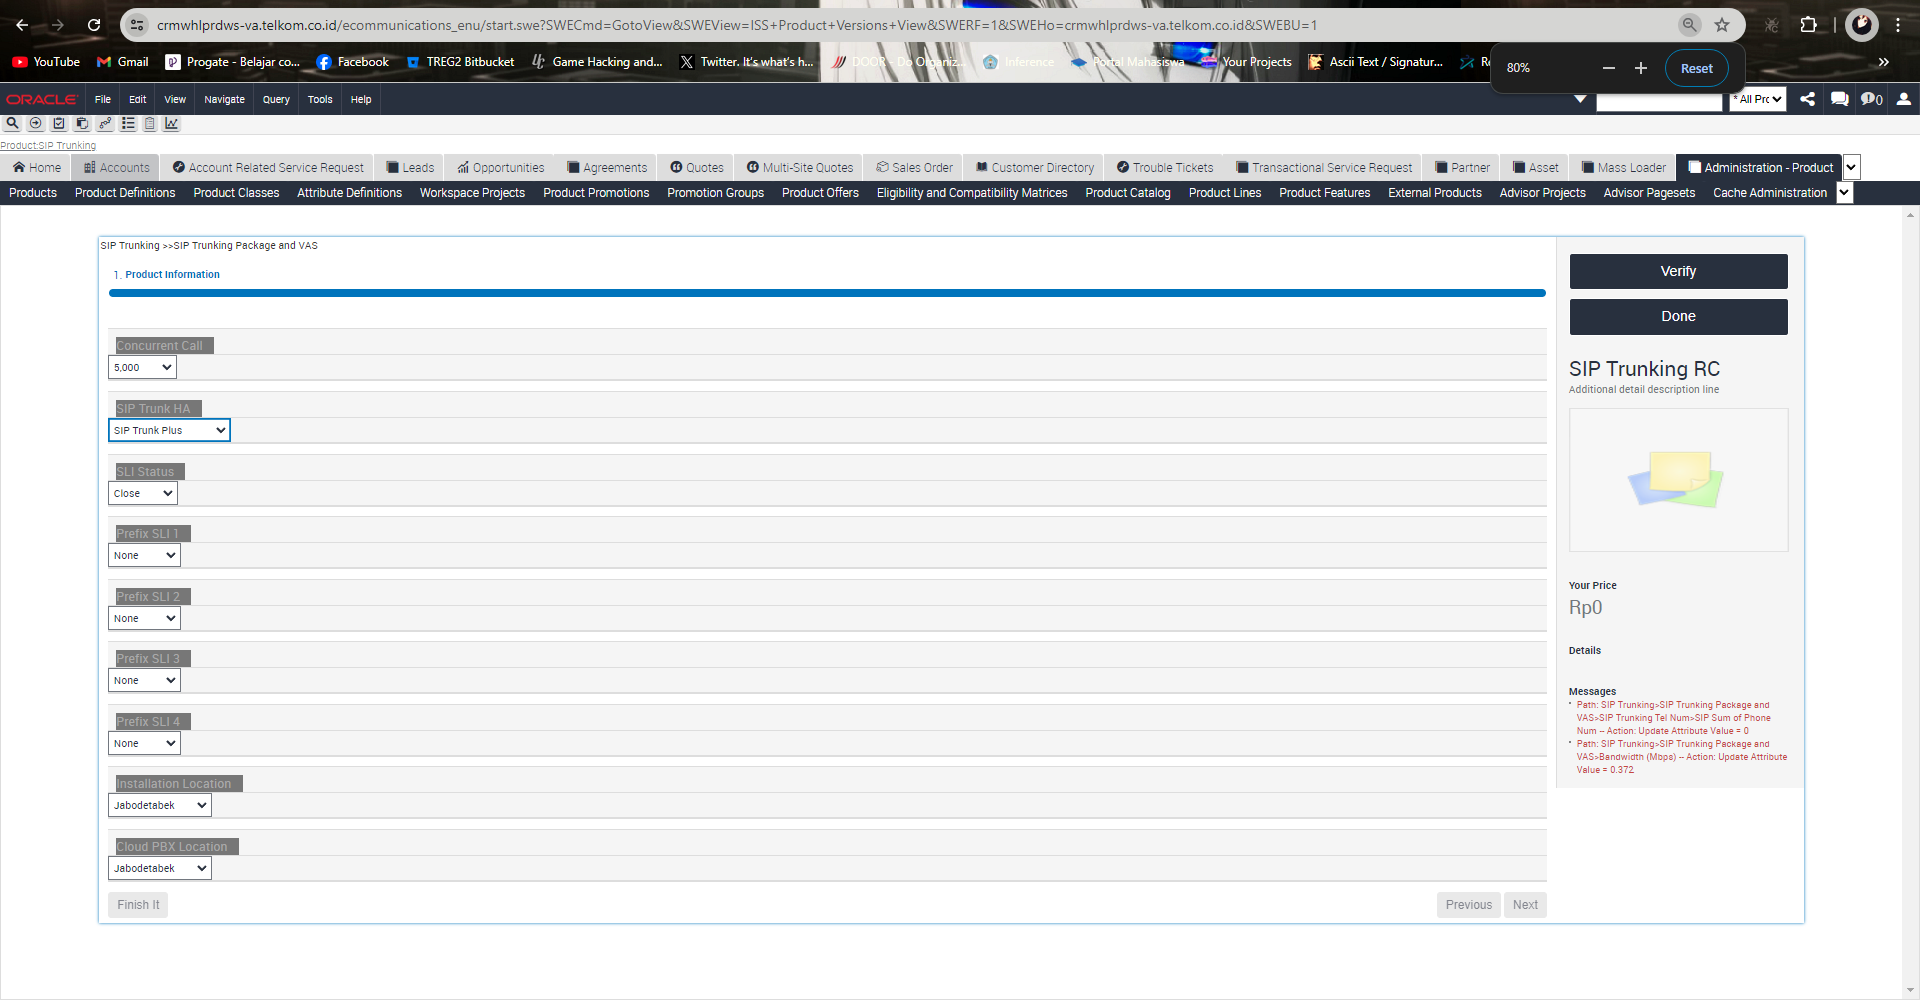 crmwhlprdws-va.telkom.co.id/ecommunications_enu/start.swe?SWECmd=GotoView&SWEView=ISS+Product+Versions+View&SWERF=1&SWEHo=crmwhlprdws-va.telkom.co.id&SWEBU=1
YouTube Gmail Progate - Belajar co... Facebook TREG2 Bitbucket Game Hacking and... Twitter. It's what's h... DOOR - Do Organiz... Inference Portal Mahasiswa Your Projects Ascii Text / Signatur...
80% Reset
ORACLE File Edit View Navigate Query Tools Help
0
Product:SIP Trunking
Home Accounts Account Related Service Request Leads Opportunities Agreements Quotes Multi-Site Quotes Sales Order Customer Directory Trouble Tickets Transactional Service Request Partner Asset Mass Loader Administration - Product
Products Product Definitions Product Classes Attribute Definitions Workspace Projects Product Promotions Promotion Groups Product Offers Eligibility and Compatibility Matrices Product Catalog Product Lines Product Features External Products Advisor Projects Advisor Pagesets Cache Administration
SIP Trunking >>SIP Trunking Package and VAS
1. Product Information
Concurrent Call
5,000
SIP Trunk HA
SIP Trunk Plus
SLI Status
Close
Prefix SLI 1
None
Prefix SLI 2
None
Prefix SLI 3
None
Prefix SLI 4
None
Installation Location
Jabodetabek
Cloud PBX Location
Jabodetabek
Finish It
Previous Next
Verify
Done
SIP Trunking RC
Additional detail description line
Your Price
Rp0
Details
Messages
Path: SIP Trunking>SIP Trunking Package and
VAS>SIP Trunking Tel Num>SIP Sum of Phone
Num -- Action: Update Attribute Value = 0
Path: SIP Trunking>SIP Trunking Package and
VAS>Bandwidth (Mbps) -- Action: Update Attribute
Value = 0.372